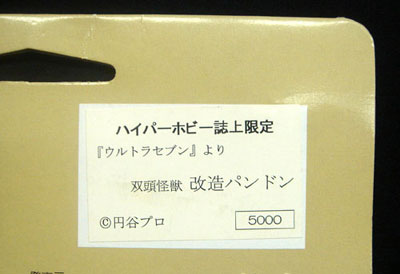 ハイパーホビー誌上限定
『ウルトラセブン』より
双頭怪獣 改造パンドン
©円谷プロ 5000